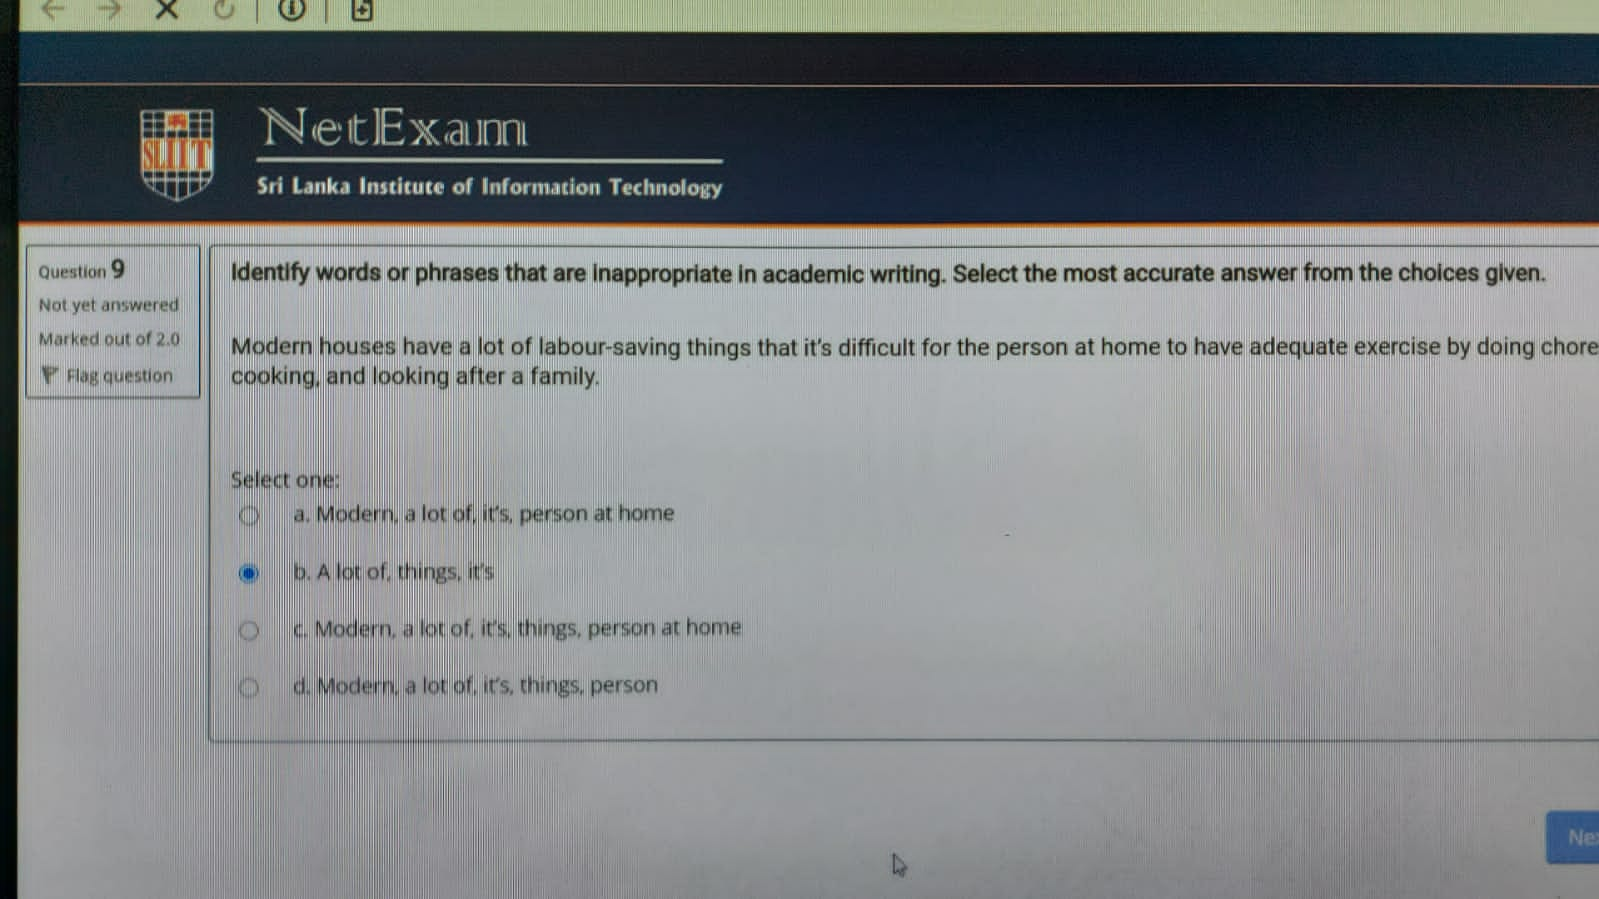 SLIIT
NetExam
Sri Lanka Institute of Information Technology
Question 9
Not yet answered
Marked out of 2.0
Flag question
Identify words or phrases that are inappropriate in academic writing. Select the most accurate answer from the choices given.
Modern houses have a lot of labour-saving things that it's difficult for the person at home to have adequate exercise by doing chore
cooking, and looking after a family.
Select one:
a. Modern, a lot of, it's, person at home
b. A lot of, things, it's
c. Modern, a lot of, it's, things, person at home
d. Modern, a lot of, it's, things, person